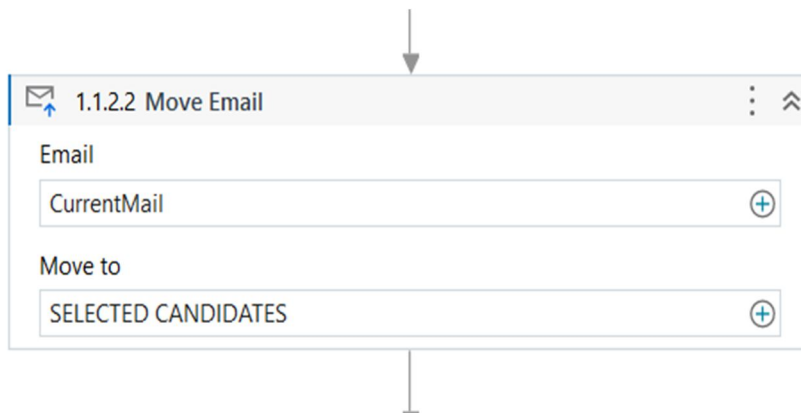 1.1.2.2 Move Email
Email
CurrentMail
Move to
SELECTED CANDIDATES